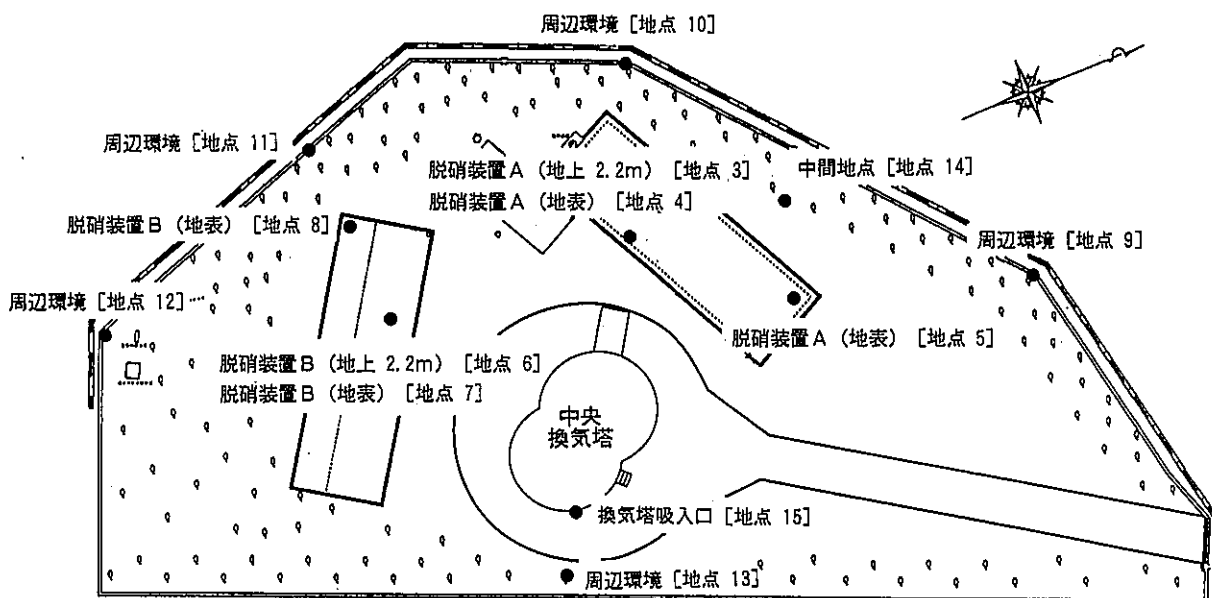 周辺環境 [地点 10]
周辺環境 [地点 11]
脱硝装置A (地上 2.2m) [地点 3]
中間地点 [地点 14]
脱硝装置A (地表) [地点 4]
脱硝装置B (地表) [地点 8]
周辺環境 [地点 9]
周辺環境 [地点 12]
脱硝装置A (地表) [地点 5]
脱硝装置B (地上 2.2m) [地点 6]
脱硝装置B (地表) [地点 7]
中央
換気塔
換気塔吸入口 [地点 15]
周辺環境 [地点 13]